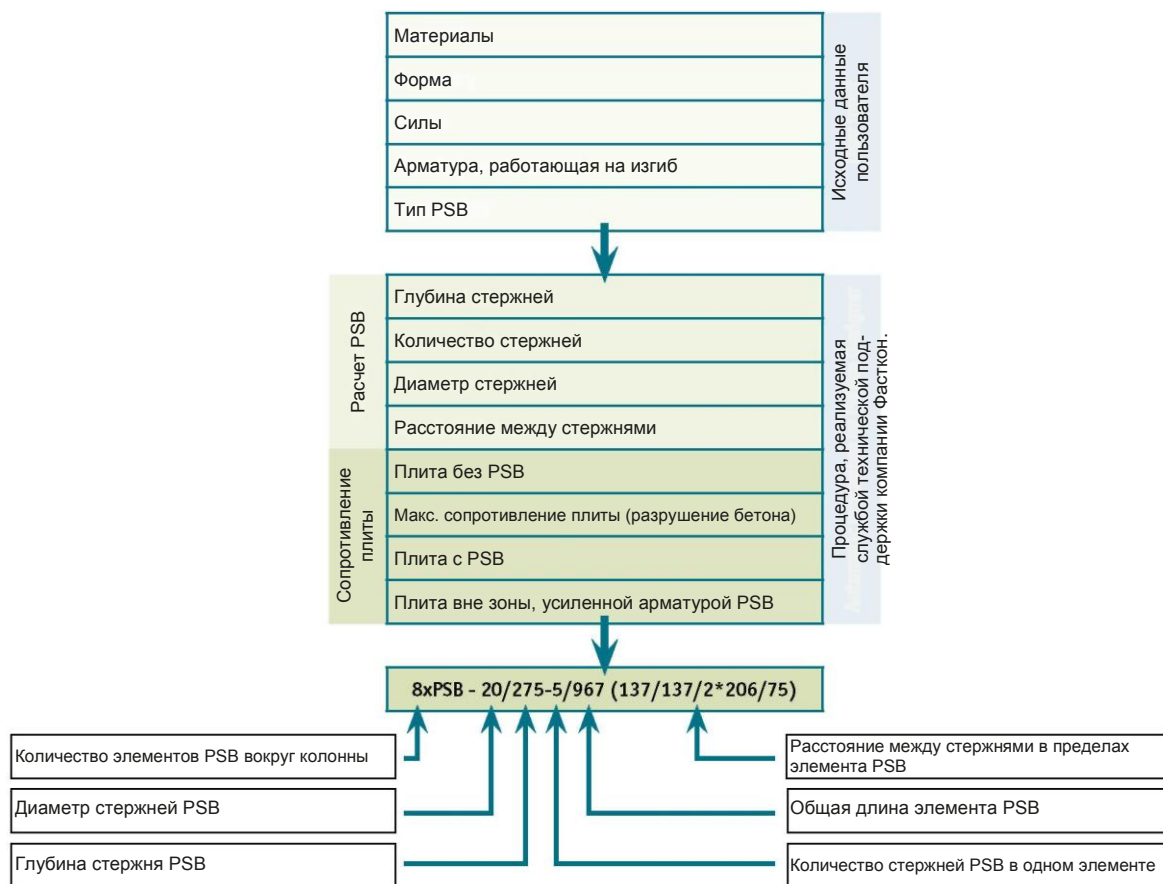 Материалы
Форма
Силы
Арматура, работающая на изгиб
Тип PSB
Исходные данные
пользователя
Расчет PSB
Глубина стержней
Количество стержней
Диаметр стержней
Расстояние между стержнями
Сопротивление
плиты
Плита без PSB
Макс. сопротивление плиты (разрушение бетона)
Плита с PSB
Плита вне зоны, усиленной арматурой PSB
Процедура, реализуемая
службой технической под-
держки компании Фасткон.
8xPSB - 20/275-5/967 (137/137/2*206/75)
Количество элементов PSB вокруг колонны
Диаметр стержней PSB
Глубина стержня PSB
Расстояние между стержнями в пределах
элемента PSB
Общая длина элемента PSB
Количество стержней PSB в одном элементе